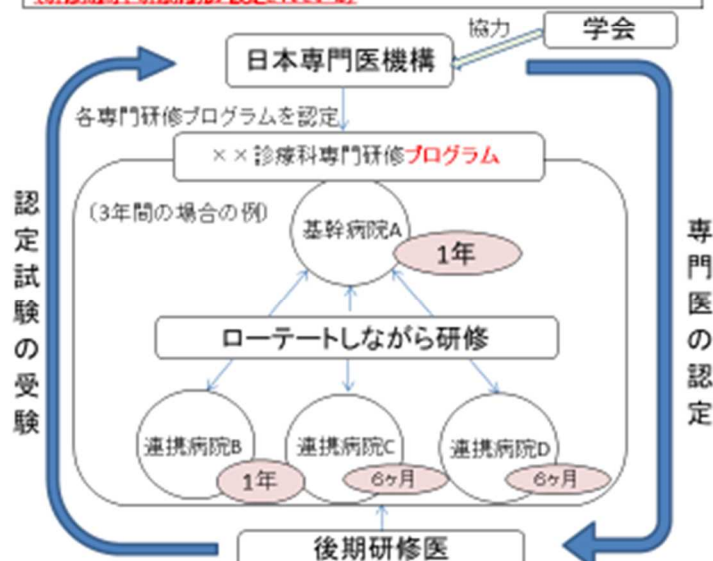 協力
学会
日本専門医機構
各専門研修プログラムを認定
××診療科専門研修プログラム
(3年間の場合の例)
基幹病院A
1年
ローテートしながら研修
連携病院B
1年
連携病院C
6ヶ月
連携病院D
6ヶ月
後期研修医
認定試験の受験
専門医の認定